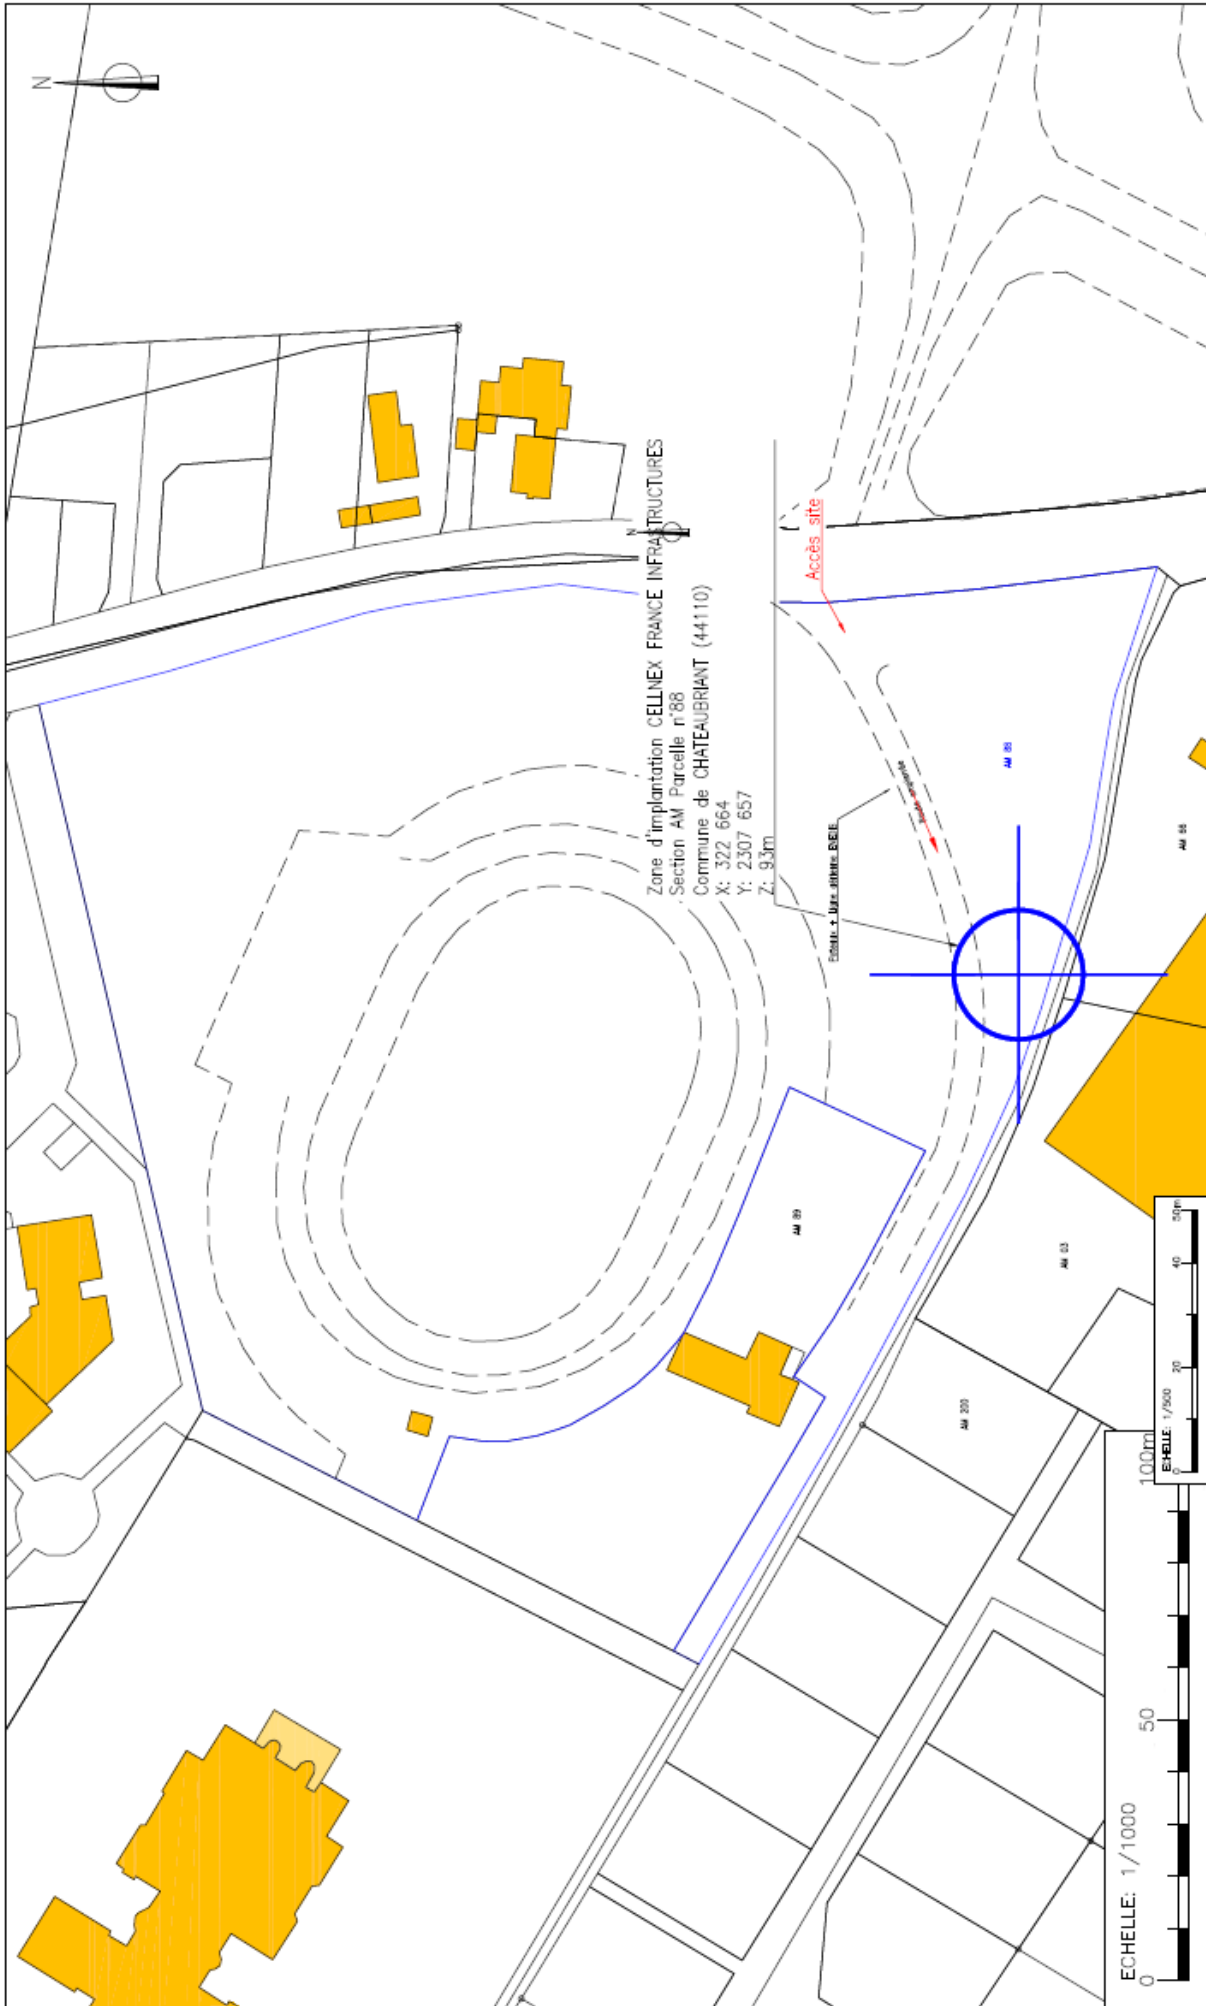 N
Zone d'implantation CELLNEX FRANCE INFRASTRUCTURES
Section AM Parcelle n°88
Commune de CHATEAUBRIANT (44110)
X: 322 664
Y: 2307 657
Z: 93m
N
Accès site
AM 88
AM 89
AM 200
ECHELLE: 1/500
0
20
40
50m
ECHELLE: 1/1000
0
50
100m